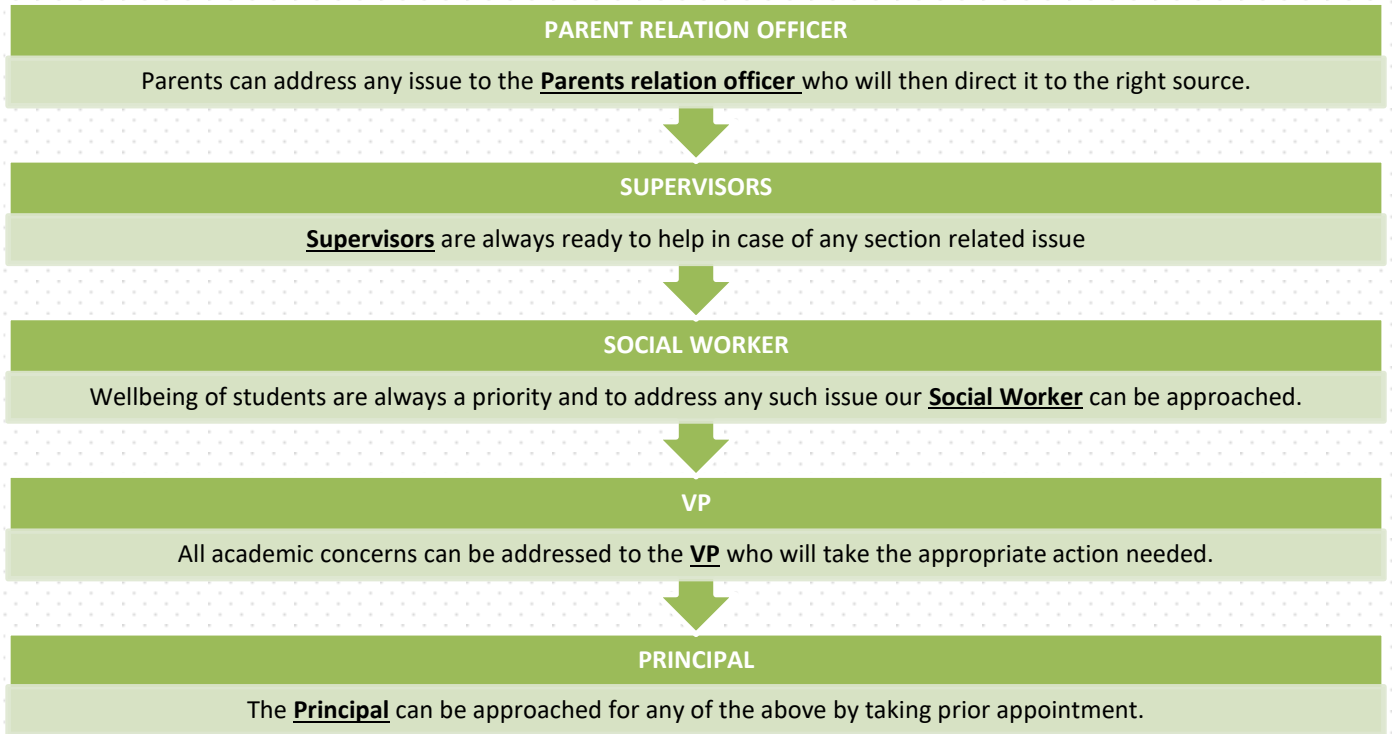 PARENT RELATION OFFICER
Parents can address any issue to the Parents relation officer who will then direct it to the right source.
SUPERVISORS
Supervisors are always ready to help in case of any section related issue
SOCIAL WORKER
Wellbeing of students are always a priority and to address any such issue our Social Worker can be approached.
VP
All academic concerns can be addressed to the VP who will take the appropriate action needed.
PRINCIPAL
The Principal can be approached for any of the above by taking prior appointment.